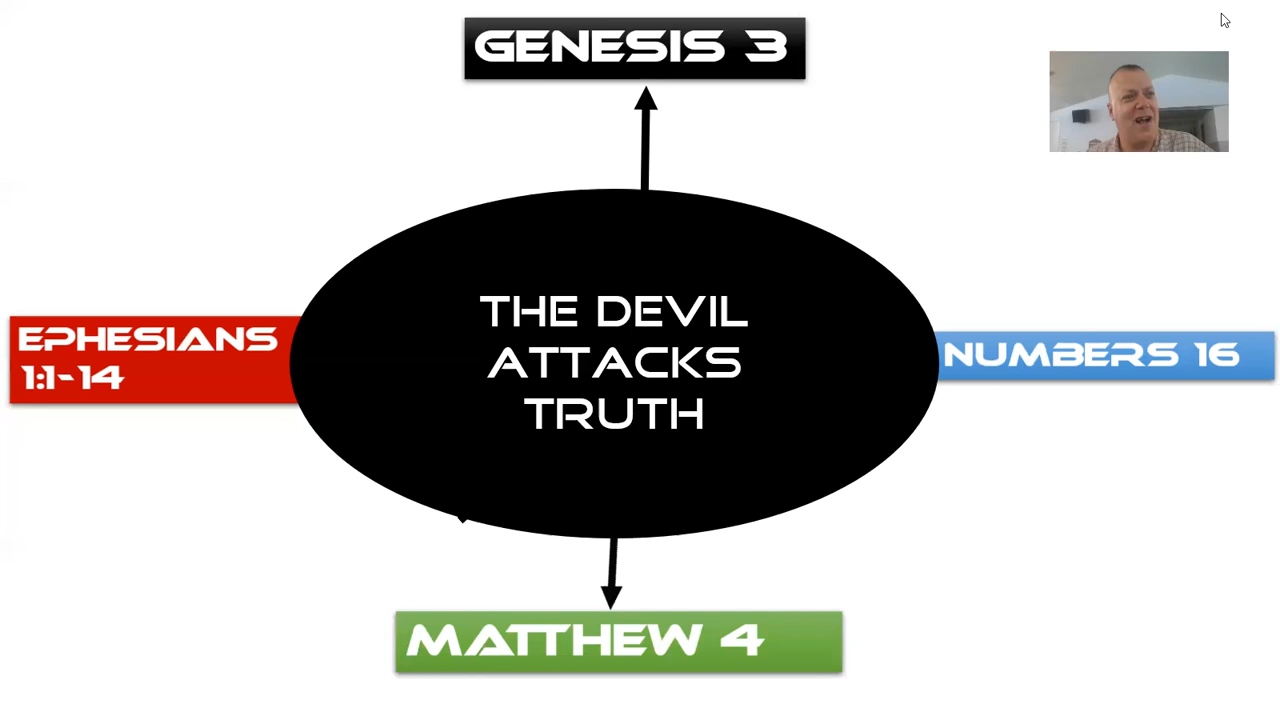 GENESIS 3
EPHESIANS
1:1-14
THE DEVIL
ATTACKS
TRUTH
NUMBERS 16
MATTHEW 4